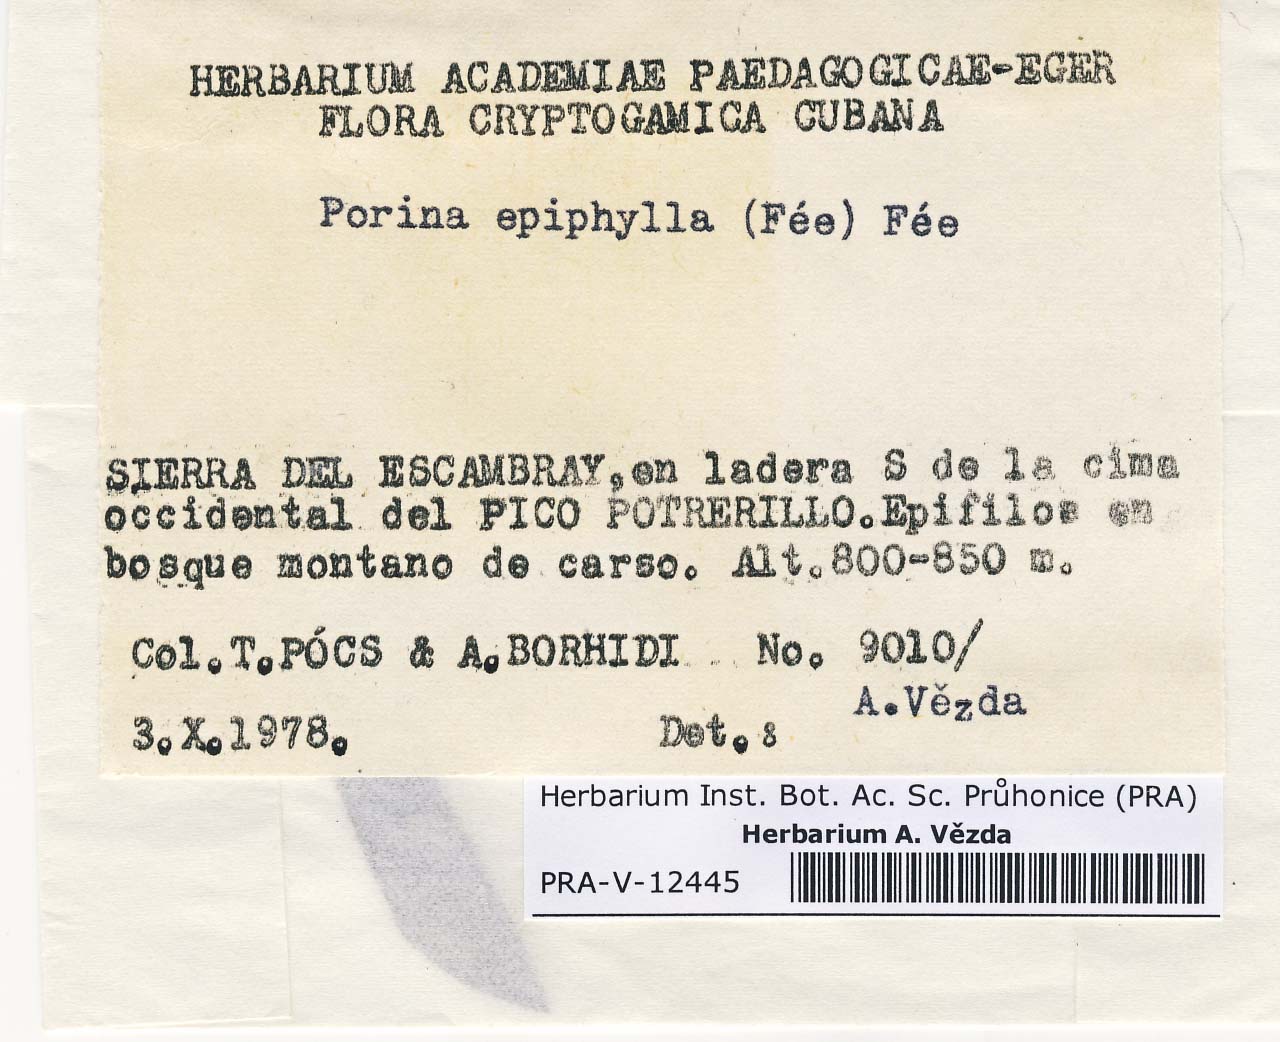 HERBARIUM ACADEMIAE PAEDAGOGICAE-EGER
FLORA CRYPTOGAMICA CUBANA
Porina epiphylla (Fée) Fée
SIERRA DEL ESCAMBRAY, en ladera S de la cima
occidental del PICO POTRERILLO. Epifilos en
bosque montano de carso. Alt. 800-850 m.
Col. T. PÓCS & A. BORHIDI No. 9010/
A. Vězda
3.X.1978. Det.:
Herbarium Inst. Bot. Ac. Sc. Průhonice (PRA)
Herbarium A. Vězda
PRA-V-12445